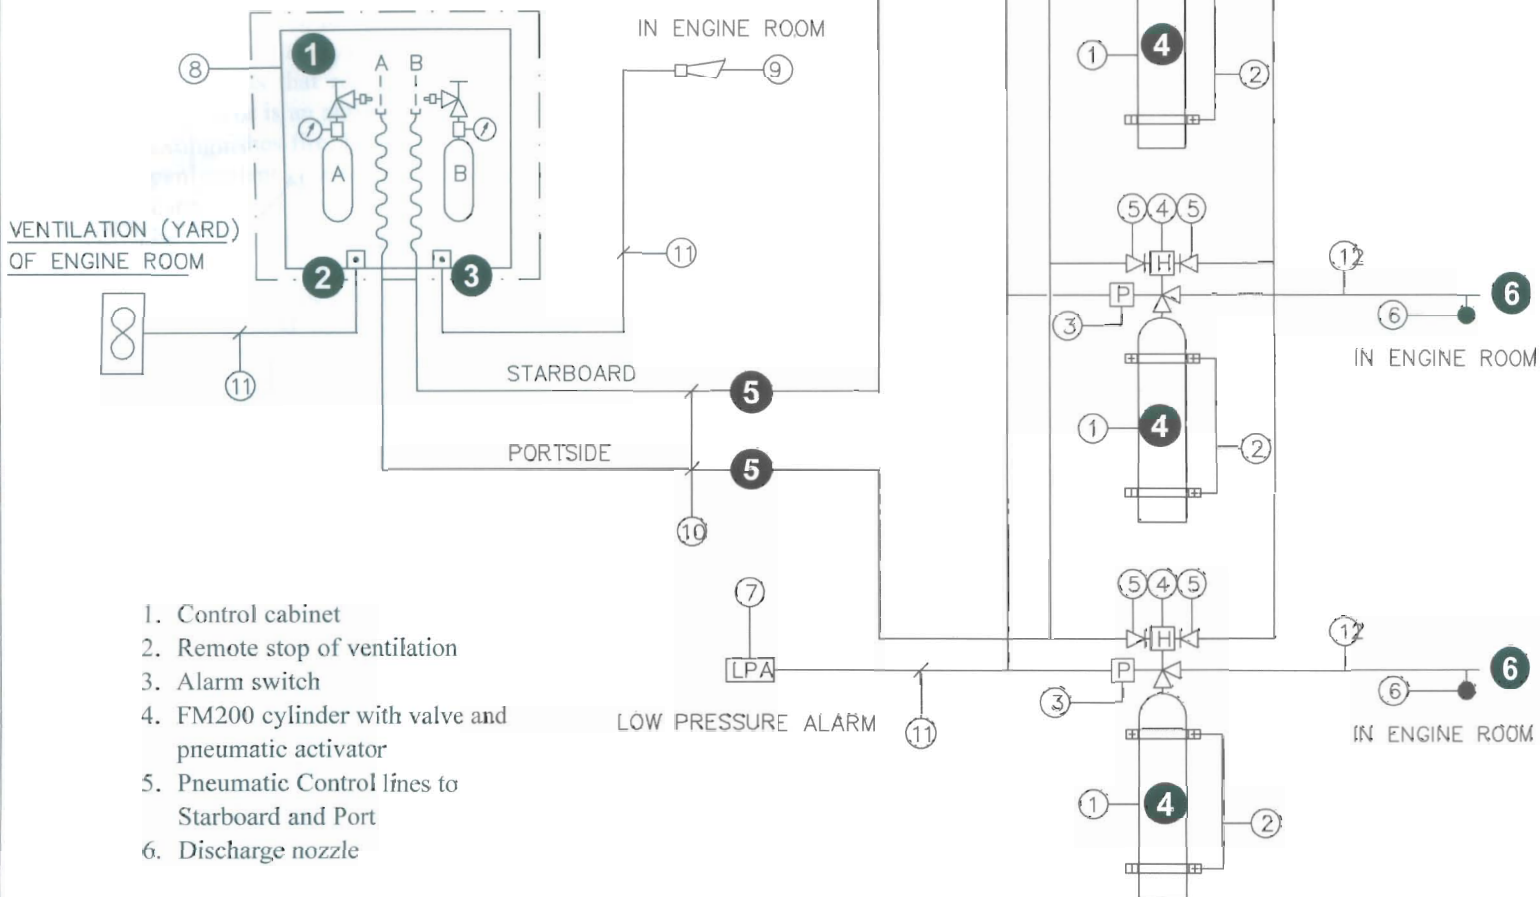 IN ENGINE ROOM
1
4
1
8
A
B
9
2
A
B
VENTILATION (YARD)
OF ENGINE ROOM
2
3
11
5
4
5
12
H
P
6
6
3
IN ENGINE ROOM
11
STARBOARD
5
4
1
2
PORTSIDE
5
10
7
5
4
5
12
H
LPA
P
6
6
3
LOW PRESSURE ALARM
11
IN ENGINE ROOM
4
1
2
1. Control cabinet
2. Remote stop of ventilation
3. Alarm switch
4. FM200 cylinder with valve and
pneumatic activator
5. Pneumatic Control lines to
Starboard and Port
6. Discharge nozzle